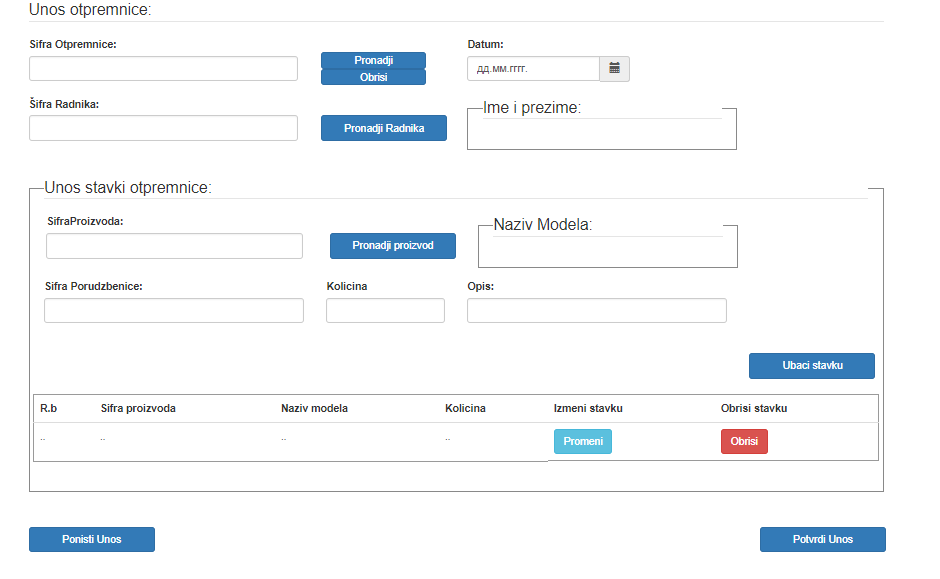 Unos otpremnice:
Sifra Otpremnice:
Datum:
Pronadji
Obrisi
дд.мм.гггг.
Šifra Radnika:
Ime i prezime:
Pronadji Radnika
Unos stavki otpremnice:
SifraProizvoda:
Naziv Modela:
Pronadji proizvod
Sifra Porudzbenice:
Kolicina
Opis:
Ubaci stavku
R.b Sifra proizvoda Naziv modela Kolicina Izmeni stavku Obrisi stavku
.. .. .. .. Promeni Obrisi
Ponisti Unos
Potvrdi Unos